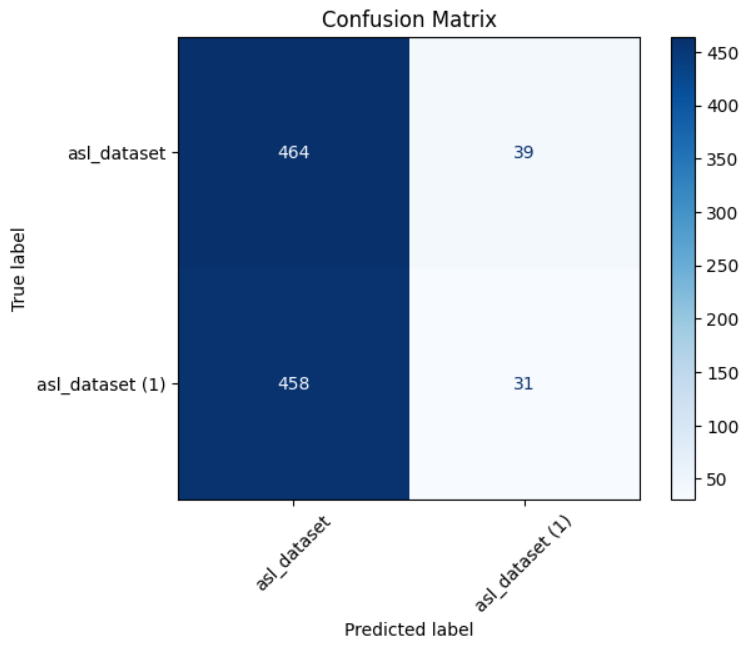 Confusion Matrix
asl_dataset
464
39
asl_dataset (1)
458
31
True label
asl_dataset
asl_dataset (1)
Predicted label
450
400
350
300
250
200
150
100
50